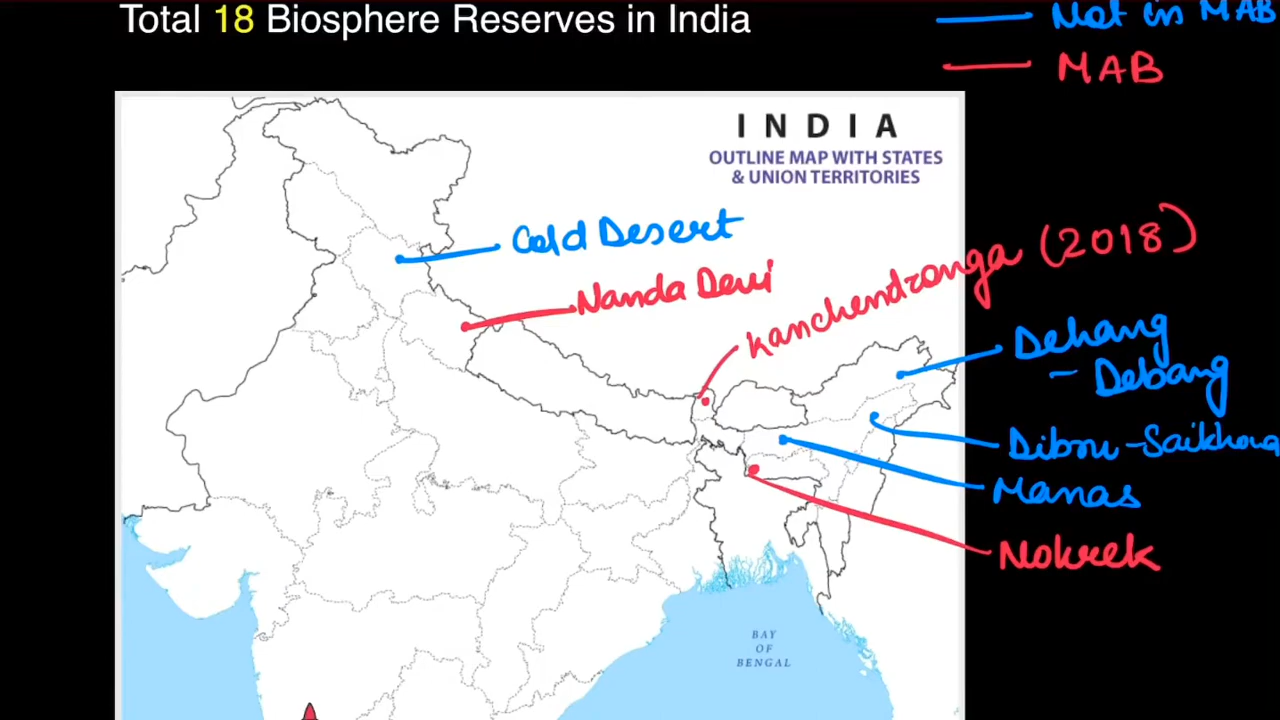 Total 18 Biosphere Reserves in India
Not in MAB
MAB
INDIA
OUTLINE MAP WITH STATES
& UNION TERRITORIES
Cold Desert
Nanda Devi
Kanchendronga (2018)
Dehang
- Debang
Dibru-Saikhowa
Manas
Nokrek
BAY
OF
BENGAL